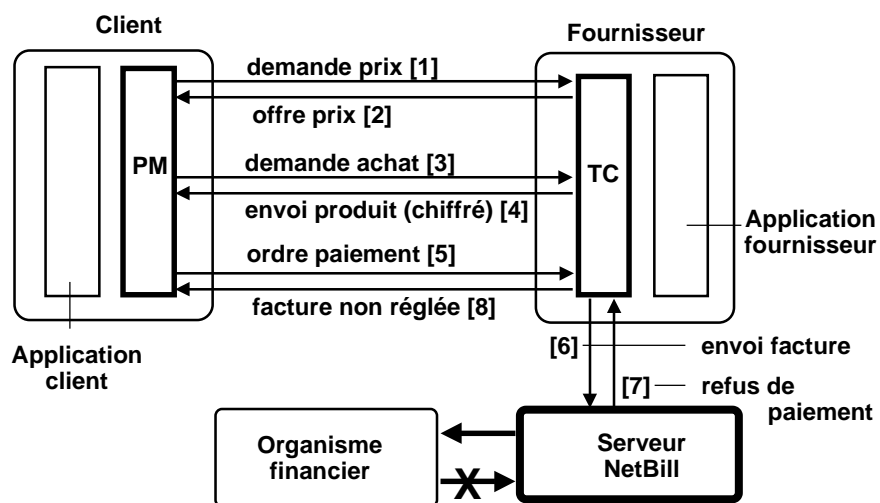 Client
Fournisseur
demande prix [1]
offre prix [2]
PM
demande achat [3]
TC
envoi produit (chiffré) [4]
Application
fournisseur
ordre paiement [5]
facture non réglée [8]
Application
client
[6]
envoi facture
[7]
refus de
paiement
Organisme
financier
X
Serveur
NetBill